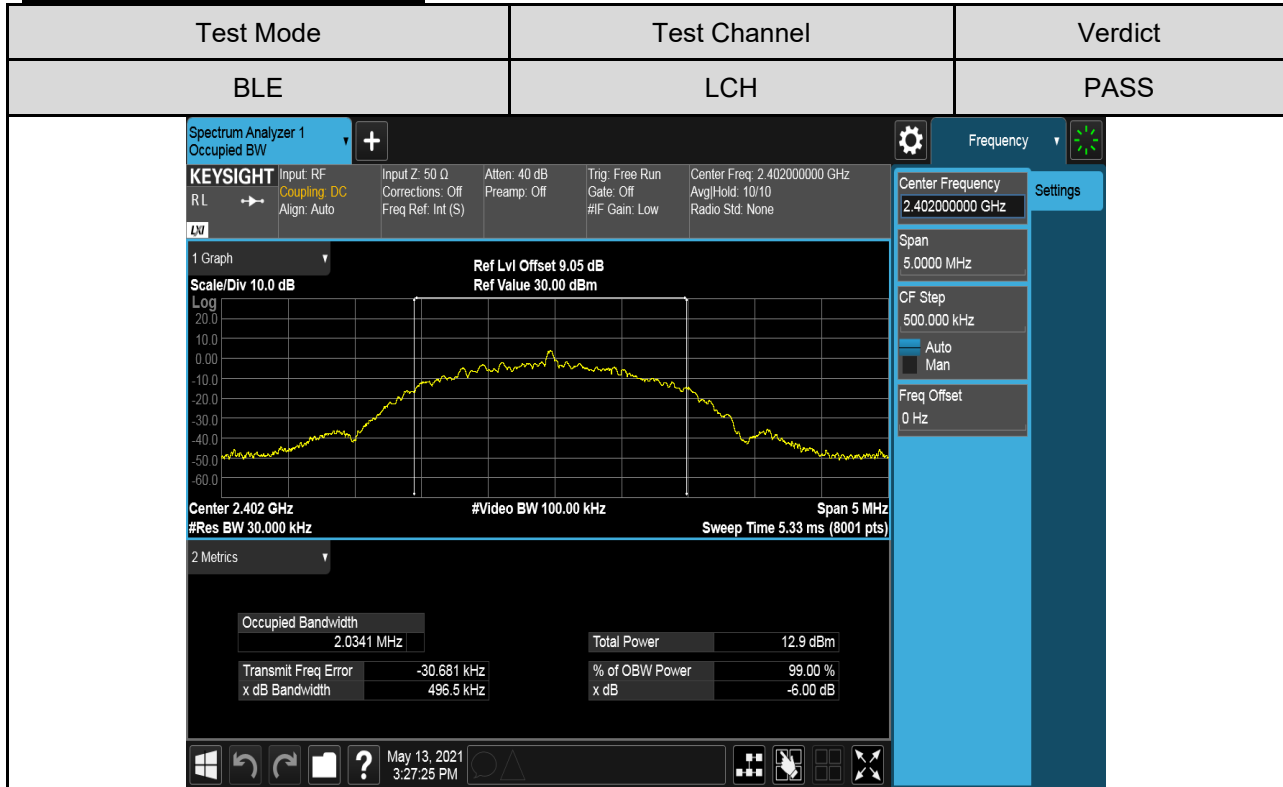 Test Mode Test Channel Verdict
BLE LCH PASS
Spectrum Analyzer 1
Occupied BW
+
Frequency
KEYSIGHT
RL
LXI
Input: RF
Coupling: DC
Align: Auto
Input Z: 50 Ω
Corrections: Off
Freq Ref: Int (S)
Atten: 40 dB
Preamp: Off
Trig: Free Run
Gate: Off
#IF Gain: Low
Center Freq: 2.402000000 GHz
Avg|Hold: 10/10
Radio Std: None
Center Frequency
2.402000000 GHz
Settings
Span
5.0000 MHz
CF Step
500.000 kHz
Auto
Man
Freq Offset
0 Hz
1 Graph
Scale/Div 10.0 dB
Ref Lvl Offset 9.05 dB
Ref Value 30.00 dBm
Log
20.0
10.0
0.00
-10.0
-20.0
-30.0
-40.0
-50.0
-60.0
Center 2.402 GHz
#Video BW 100.00 kHz
Span 5 MHz
#Res BW 30.000 kHz
Sweep Time 5.33 ms (8001 pts)
2 Metrics
Occupied Bandwidth
2.0341 MHz
Total Power 12.9 dBm
Transmit Freq Error -30.681 kHz
% of OBW Power 99.00 %
x dB Bandwidth 496.5 kHz
x dB -6.00 dB
?
May 13, 2021
3:27:25 PM